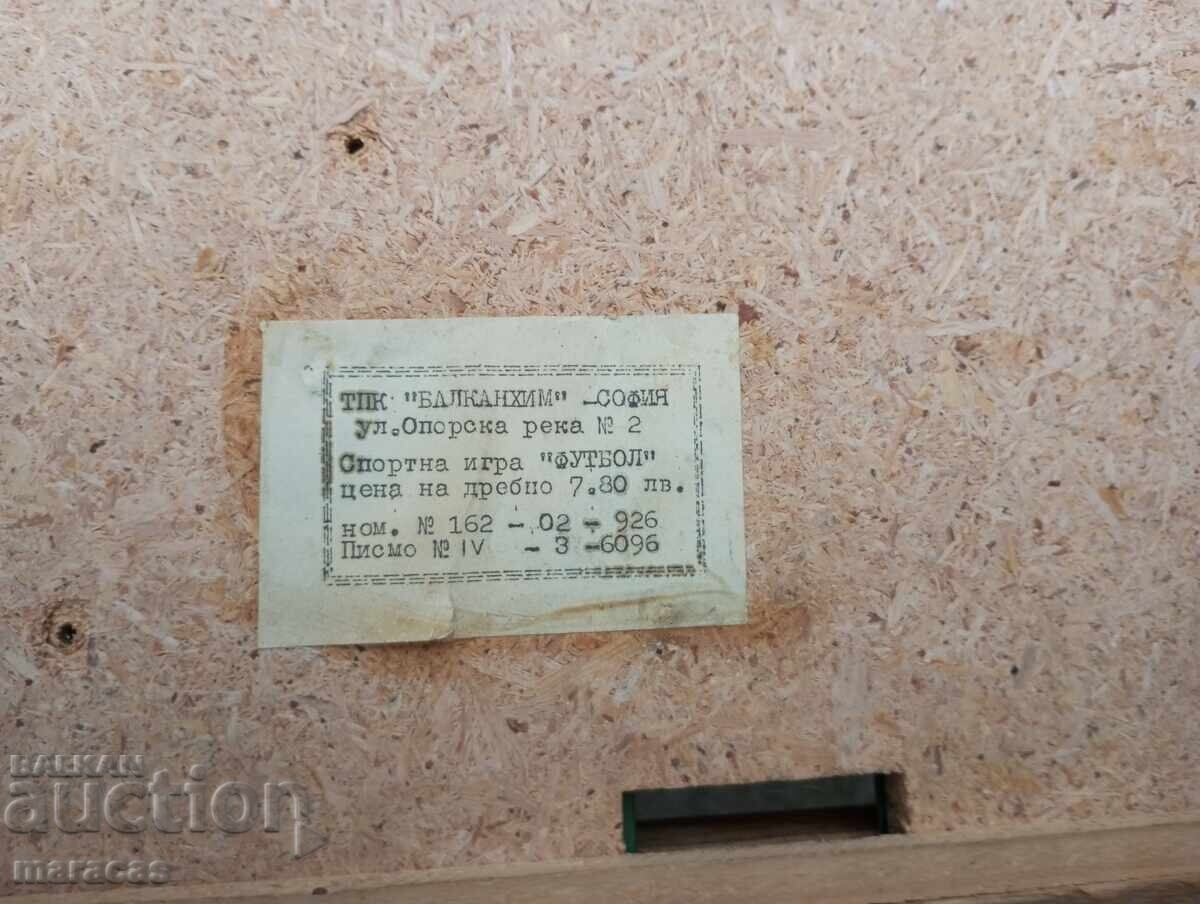 ТПК "БАЛКАНХИМ" -СОФИЯ
ул.Опорска река № 2
Спортна игра "ФУТБОЛ"
цена на дребно 7.80 лв.
ном. № 162 - 02 - 926
Писмо № IV - 3 -6096
BALKAN
auction
maracas